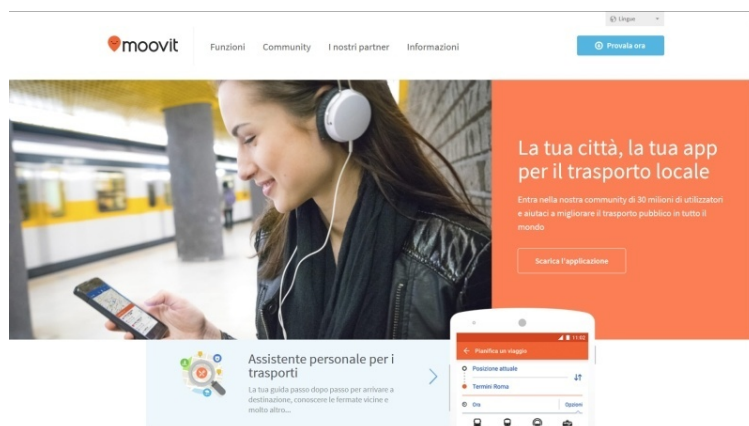 Lingue
moovit
Funzioni
Community
I nostri partner
Informazioni
Provala ora
La tua città, la tua app
per il trasporto locale
Entra nella nostra community di 30 milioni di utilizzatori
e aiutaci a migliorare il trasporto pubblico in tutto il
mondo
Scarica l'applicazione
Assistente personale per i
trasporti
La tua guida passo dopo passo per arrivare a
destinazione, conoscere le fermate vicine e
molto altro...
11:02
Pianifica un viaggio
Posizione attuale
Termini Roma
Ora
Opzioni